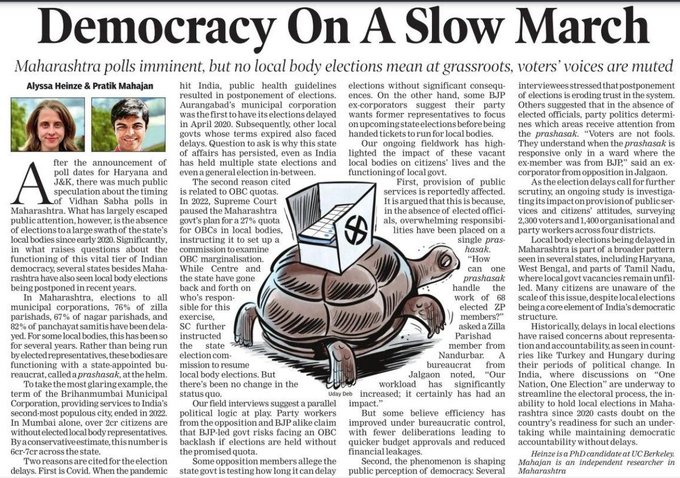 Democracy On A Slow March
Maharashtra polls imminent, but no local body elections mean at grassroots, voters' voices are muted
Alyssa Heinze & Pratik Mahajan
After the announcement of
poll dates for Haryana and
J&K, there was much public
speculation about the timing
of Vidhan Sabha polls in
Maharashtra. What has largely escaped
public attention, however, is the absence
of elections to a large swath of the state's
local bodies since early 2020. Significantly,
in what raises questions about the
functioning of this vital tier of Indian
democracy, several states besides Maha-
rashtra have also seen local body elections
being postponed in recent years.
In Maharashtra, elections to all
municipal corporations, 76% of zilla
parishads, 67% of nagar parishads, and
82% of panchayat samitis have been dela-
yed. For some local bodies, this has been so
for several years. Rather than being run
by elected representatives, these bodies are
functioning with a state-appointed bu-
reaucrat, called a prashasak, at the helm.
To take the most glaring example, the
term of the Brihanmumbai Municipal
Corporation, providing services to India's
second-most populous city, ended in 2022.
In Mumbai alone, over 2cr citizens are
without elected local body representatives.
By a conservative estimate, this number is
6cr-7cr across the state.
Two reasons are cited for the election
delays. First is Covid. When the pandemic
hit India, public health guidelines
resulted in postponement of elections.
Aurangabad's municipal corporation
was the first to have its elections delayed
in April 2020. Subsequently, other local
govts whose terms expired also faced
delays. Question to ask is why this state
of affairs has persisted, even as India
has held multiple state elections and
even a general election in-between.
The second reason cited
is related to OBC quotas.
In 2022, Supreme Court
paused the Maharashtra
govt's plan for a 27% quota
for OBCs in local bodies,
instructing it to set up a
commission to examine
OBC marginalisation.
While Centre and
the state have gone
back and forth on
who's respon-
sible for this
exercise,
SC further
instructed
the state
election com-
mission to resume
local body elections. But
there's been no change in the
status quo.
Our field interviews suggest a parallel
political logic at play. Party workers
from the opposition and BJP alike claim
that BJP-led govt risks facing an OBC
backlash if elections are held without
the promised quota.
Some opposition members allege the
state govt is testing how long it can delay
elections without significant conseque-
nces. On the other hand, some BJP
ex-corporators suggest their party
wants former representatives to focus
on upcoming state elections before being
handed tickets to run for local bodies.
Our ongoing fieldwork has high-
lighted the impact of these vacant
local bodies on citizens' lives and the
functioning of local govt.
First, provision of public
services is reportedly affected.
It is argued that this is because,
in the absence of elected offici-
als, overwhelming responsibi-
lities have been placed on a
single pras-
hasak.
"How
can one
prashasak
handle
the work
of 68
elected ZP
members?"
asked a Zilla
Parishad
member from
Nandurbar. A
bureaucrat from
Jalgaon noted, "Our
workload has significantly
increased; it certainly has had an
impact."
Uday Deb
But some believe efficiency has
improved under bureaucratic control,
with fewer deliberations leading to
quicker budget approvals and reduced
financial leakages.
Second, the phenomenon is shaping
public perception of democracy. Several
interviewees stressed that postponement
of elections is eroding trust in the system.
Others suggested that in the absence of
elected officials, party politics determi-
nes which areas receive attention from
the prashasak. "Voters are not fools.
They understand when the prashasak is
responsive only in a ward where the
ex-member was from BJP," said an ex-
corporator from opposition in Jalgaon.
As the election delays call for further
scrutiny, an ongoing study is investiga-
ting its impact on provision of public ser-
vices and citizens' attitudes, surveying
2,300 voters and 1,400 organisational and
party workers across four districts.
Local body elections being delayed in
Maharashtra is part of a broader pattern
seen in several states, including Haryana,
West Bengal, and parts of Tamil Nadu,
where local govt vacancies remain unfil-
led. Many citizens are unaware of the
scale of this issue, despite local elections
being a core element of India's democratic
structure.
Historically, delays in local elections
have raised concerns about representa-
tion and accountability, as seen in count-
ries like Turkey and Hungary during
their periods of political change. In
India, where discussions on "One
Nation, One Election" are underway to
streamline the electoral process, the in-
ability to hold local elections in Maha-
rashtra since 2020 casts doubt on the
country's readiness for such an under-
taking while maintaining democratic
accountability without delays.
Heinze is a PhD candidate at UC Berkeley.
Mahajan is an independent researcher in
Maharashtra